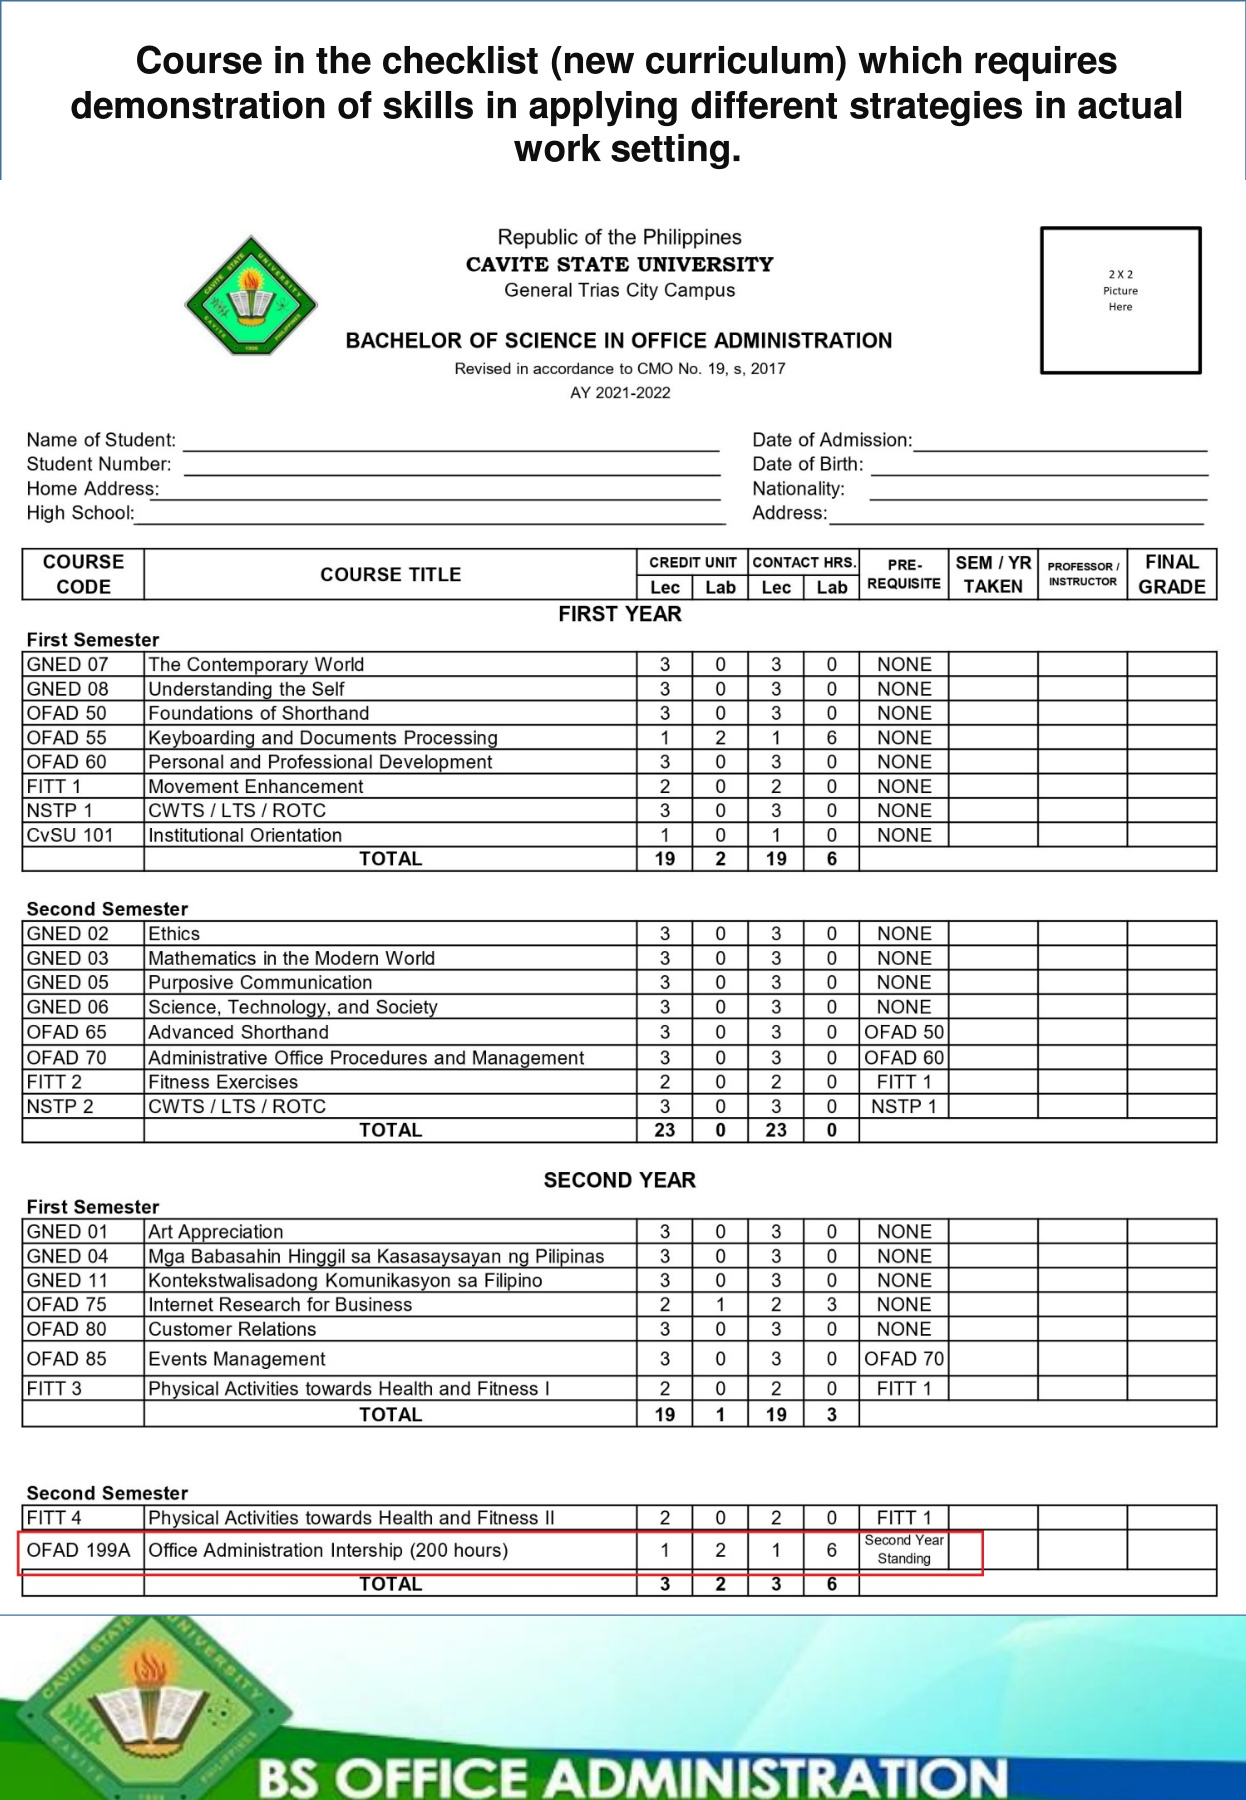 Course in the checklist (new curriculum) which requires
demonstration of skills in applying different strategies in actual
work setting.
Republic of the Philippines
CAVITE STATE UNIVERSITY
General Trias City Campus
2 X 2
Picture
Here
BACHELOR OF SCIENCE IN OFFICE ADMINISTRATION
Revised in accordance to CMO No. 19, s, 2017
AY 2021-2022
Name of Student: Date of Admission:
Student Number: Date of Birth:
Home Address: Nationality:
High School: Address:
COURSE CODE COURSE TITLE CREDIT UNIT CONTACT HRS. PRE-REQUISITE SEM / YR TAKEN PROFESSOR / INSTRUCTOR FINAL GRADE
Lec Lab Lec Lab
FIRST YEAR
First Semester
GNED 07 The Contemporary World 3 0 3 0 NONE
GNED 08 Understanding the Self 3 0 3 0 NONE
OFAD 50 Foundations of Shorthand 3 0 3 0 NONE
OFAD 55 Keyboarding and Documents Processing 1 2 1 6 NONE
OFAD 60 Personal and Professional Development 3 0 3 0 NONE
FITT 1 Movement Enhancement 2 0 2 0 NONE
NSTP 1 CWTS / LTS / ROTC 3 0 3 0 NONE
CvSU 101 Institutional Orientation 1 0 1 0 NONE
TOTAL 19 2 19 6
Second Semester
GNED 02 Ethics 3 0 3 0 NONE
GNED 03 Mathematics in the Modern World 3 0 3 0 NONE
GNED 05 Purposive Communication 3 0 3 0 NONE
GNED 06 Science, Technology, and Society 3 0 3 0 NONE
OFAD 65 Advanced Shorthand 3 0 3 0 OFAD 50
OFAD 70 Administrative Office Procedures and Management 3 0 3 0 OFAD 60
FITT 2 Fitness Exercises 2 0 2 0 FITT 1
NSTP 2 CWTS / LTS / ROTC 3 0 3 0 NSTP 1
TOTAL 23 0 23 0
SECOND YEAR
First Semester
GNED 01 Art Appreciation 3 0 3 0 NONE
GNED 04 Mga Babasahin Hinggil sa Kasasaysayan ng Pilipinas 3 0 3 0 NONE
GNED 11 Kontekstwalisadong Komunikasyon sa Filipino 3 0 3 0 NONE
OFAD 75 Internet Research for Business 2 1 2 3 NONE
OFAD 80 Customer Relations 3 0 3 0 NONE
OFAD 85 Events Management 3 0 3 0 OFAD 70
FITT 3 Physical Activities towards Health and Fitness I 2 0 2 0 FITT 1
TOTAL 19 1 19 3
Second Semester
FITT 4 Physical Activities towards Health and Fitness II 2 0 2 0 FITT 1
OFAD 199A Office Administration Intership (200 hours) 1 2 1 6 Second Year Standing
TOTAL 3 2 3 6
CAVITE STATE UNIVERSITY
BS OFFICE ADMINISTRATION